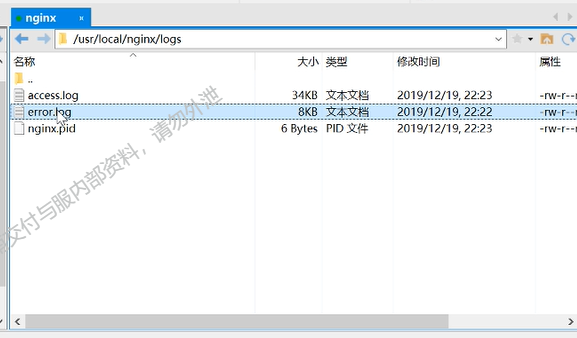 nginx
/usr/local/nginx/logs
名称 大小 类型 修改时间 属性
..
access.log 34KB 文本文档 2019/12/19, 22:23 -rw-r--r
error.log 8KB 文本文档 2019/12/19, 22:22 -rw-r--r
nginx.pid 6 Bytes PID 文件 2019/12/19, 22:23 -rw-r--r
交付与服内部资料，请勿外泄